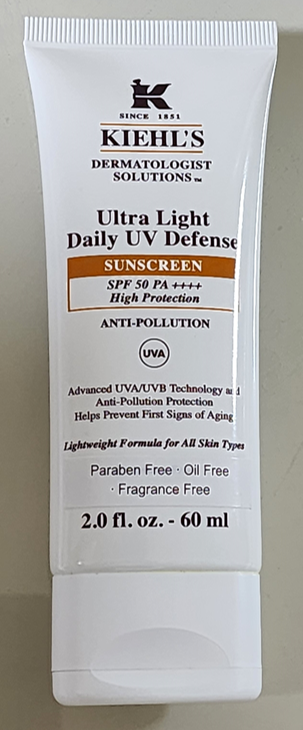 K
SINCE 1851
KIEHL'S
DERMATOLOGIST
SOLUTIONS™
Ultra Light
Daily UV Defense
SUNSCREEN
SPF 50 PA ++++
High Protection
ANTI-POLLUTION
UVA
Advanced UVA/UVB Technology and
Anti-Pollution Protection
Helps Prevent First Signs of Aging
Lightweight Formula for All Skin Types
Paraben Free · Oil Free
· Fragrance Free
2.0 fl. oz. - 60 ml